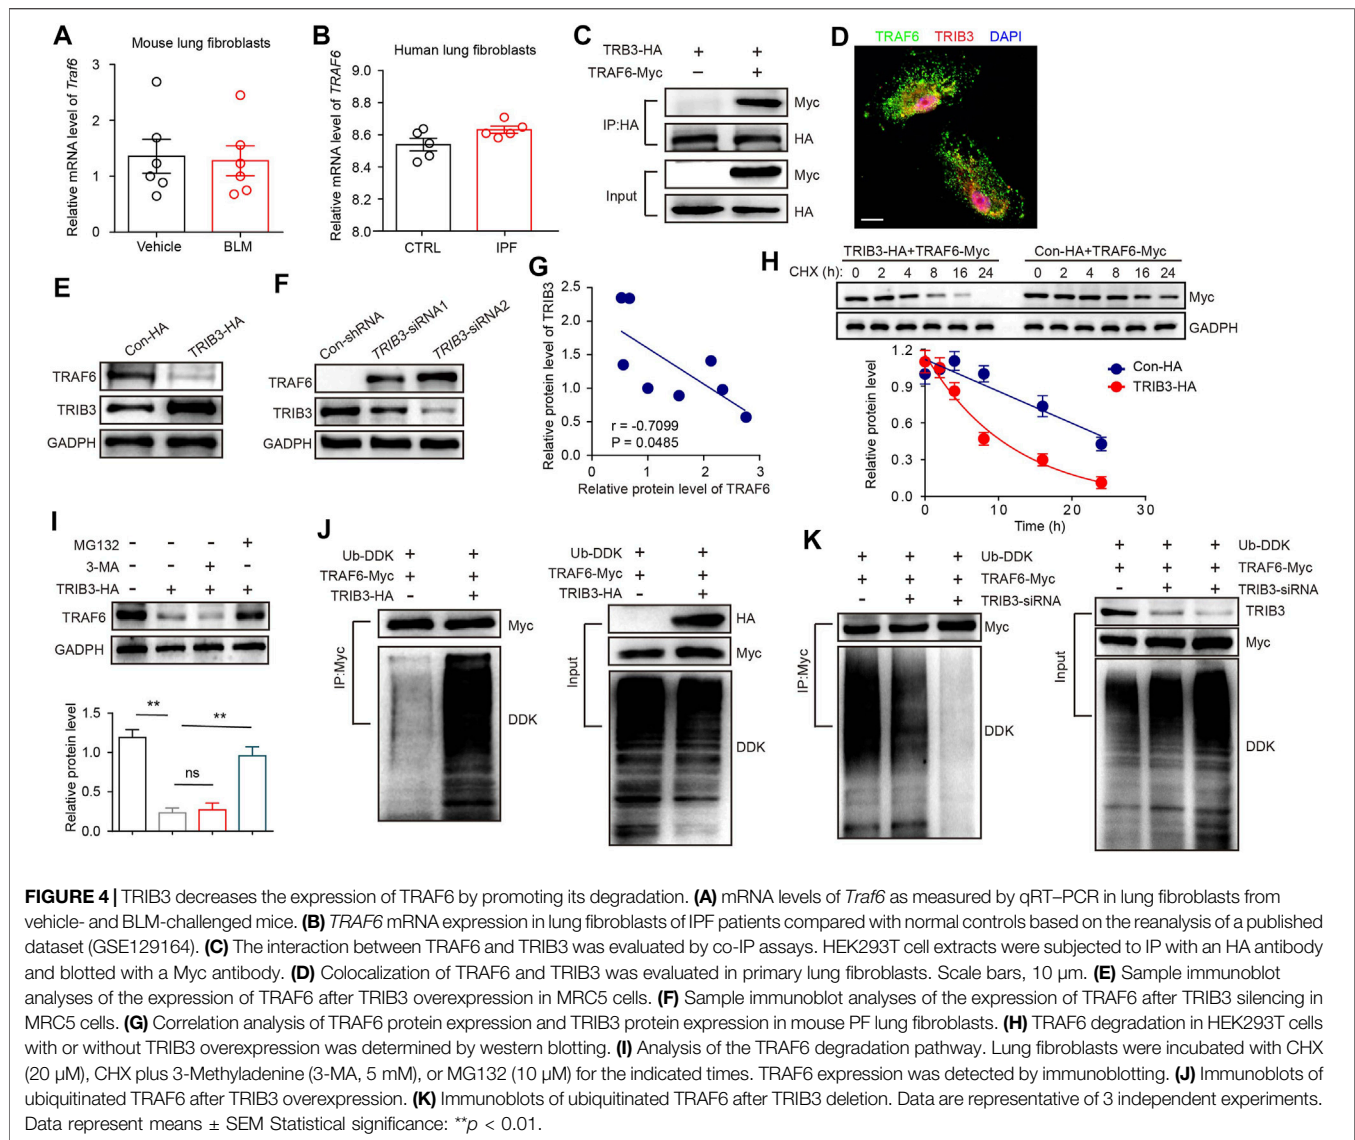 A
Mouse lung fibroblasts
Relative mRNA level of Traf6
3
2
1
0
Vehicle BLM
B
Human lung fibroblasts
Relative mRNA level of TRAF6
9.0
8.8
8.6
8.4
8.2
8.0
CTRL IPF
C
TRB3-HA + +
TRAF6-Myc – +
IP:HA
Myc
HA
Input
Myc
HA
D
TRAF6 TRIB3 DAPI
E
Con-HA TRIB3-HA
TRAF6
TRIB3
GADPH
F
Con-shRNA TRIB3-siRNA1 TRIB3-siRNA2
TRAF6
TRIB3
GADPH
G
Relative protein level of TRIB3
2.5
2.0
1.5
1.0
0.5
0.0
r = -0.7099
P = 0.0485
0 1 2 3
Relative protein level of TRAF6
H
TRIB3-HA+TRAF6-Myc Con-HA+TRAF6-Myc
CHX (h): 0 2 4 8 16 24 0 2 4 8 16 24
Myc
GADPH
Relative protein level
1.2
0.9
0.6
0.3
0.0
Con-HA
TRIB3-HA
0 10 20 30
Time (h)
I
MG132 - - - +
3-MA - - + -
TRIB3-HA - + + +
TRAF6
GADPH
Relative protein level
1.5
1.0
0.5
0.0
** **
ns
J
Ub-DDK + +
TRAF6-Myc + +
TRIB3-HA - +
IP:Myc
Myc
DDK
Ub-DDK + +
TRAF6-Myc + +
TRIB3-HA - +
Input
HA
Myc
DDK
K
+ + + Ub-DDK
+ + + TRAF6-Myc
- + + TRIB3-siRNA
IP:Myc
Myc
DDK
+ + + Ub-DDK
+ + + TRAF6-Myc
- + + TRIB3-siRNA
Input
TRIB3
Myc
DDK
FIGURE 4 | TRIB3 decreases the expression of TRAF6 by promoting its degradation. (A) mRNA levels of Traf6 as measured by qRT–PCR in lung fibroblasts from
vehicle- and BLM-challenged mice. (B) TRAF6 mRNA expression in lung fibroblasts of IPF patients compared with normal controls based on the reanalysis of a published
dataset (GSE129164). (C) The interaction between TRAF6 and TRIB3 was evaluated by co-IP assays. HEK293T cell extracts were subjected to IP with an HA antibody
and blotted with a Myc antibody. (D) Colocalization of TRAF6 and TRIB3 was evaluated in primary lung fibroblasts. Scale bars, 10 μm. (E) Sample immunoblot
analyses of the expression of TRAF6 after TRIB3 overexpression in MRC5 cells. (F) Sample immunoblot analyses of the expression of TRAF6 after TRIB3 silencing in
MRC5 cells. (G) Correlation analysis of TRAF6 protein expression and TRIB3 protein expression in mouse PF lung fibroblasts. (H) TRAF6 degradation in HEK293T cells
with or without TRIB3 overexpression was determined by western blotting. (I) Analysis of the TRAF6 degradation pathway. Lung fibroblasts were incubated with CHX
(20 μM), CHX plus 3-Methyladenine (3-MA, 5 mM), or MG132 (10 μM) for the indicated times. TRAF6 expression was detected by immunoblotting. (J) Immunoblots of
ubiquitinated TRAF6 after TRIB3 overexpression. (K) Immunoblots of ubiquitinated TRAF6 after TRIB3 deletion. Data are representative of 3 independent experiments.
Data represent means ± SEM Statistical significance: **p < 0.01.